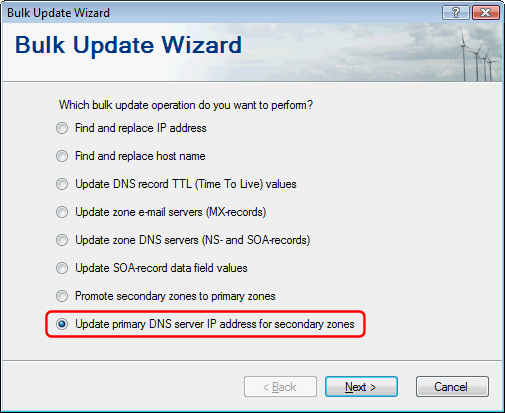 Bulk Update Wizard
Bulk Update Wizard
Which bulk update operation do you want to perform?
Find and replace IP address
Find and replace host name
Update DNS record TTL (Time To Live) values
Update zone e-mail servers (MX-records)
Update zone DNS servers (NS- and SOA-records)
Update SOA-record data field values
Promote secondary zones to primary zones
Update primary DNS server IP address for secondary zones
< Back
Next >
Cancel